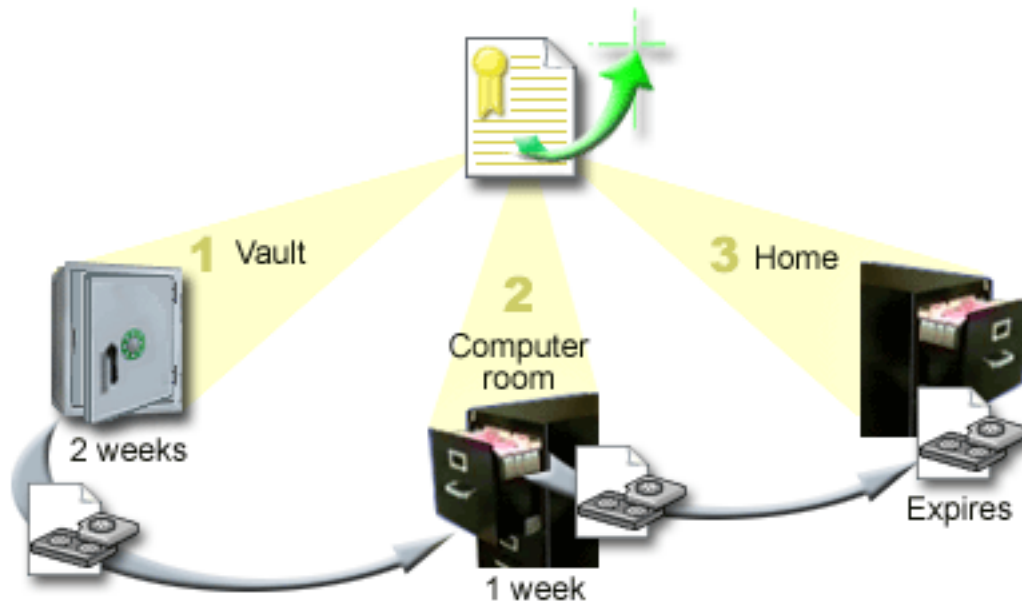 1 Vault
2
Computer
room
3 Home
2 weeks
1 week
Expires